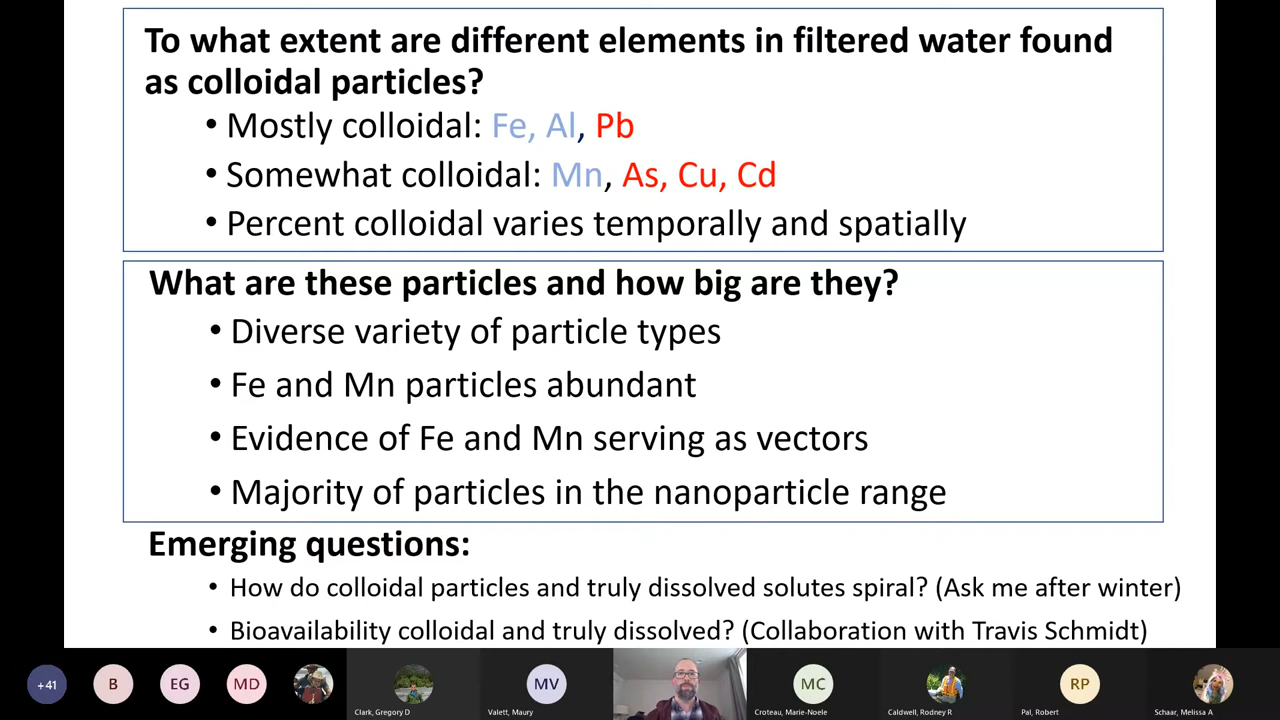 To what extent are different elements in filtered water found
as colloidal particles?
• Mostly colloidal: Fe, Al, Pb
• Somewhat colloidal: Mn, As, Cu, Cd
• Percent colloidal varies temporally and spatially
What are these particles and how big are they?
• Diverse variety of particle types
• Fe and Mn particles abundant
• Evidence of Fe and Mn serving as vectors
• Majority of particles in the nanoparticle range
Emerging questions:
• How do colloidal particles and truly dissolved solutes spiral? (Ask me after winter)
• Bioavailability colloidal and truly dissolved? (Collaboration with Travis Schmidt)
+41 B EG MD MV MC RP
Clark, Gregory D Valett, Maury Croteau, Marie-Noele Caldwell, Rodney R Pal, Robert Schaar, Melissa A